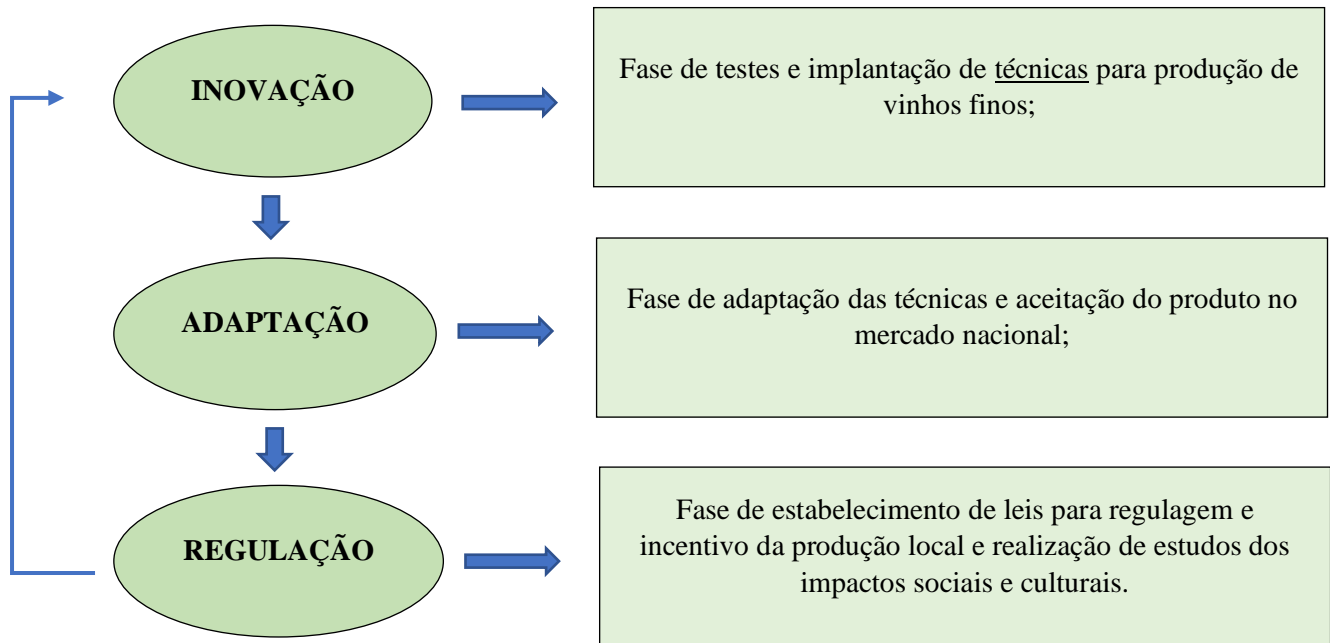 INOVAÇÃO
Fase de testes e implantação de técnicas para produção de
vinhos finos;
ADAPTAÇÃO
Fase de adaptação das técnicas e aceitação do produto no
mercado nacional;
REGULAÇÃO
Fase de estabelecimento de leis para regulagem e
incentivo da produção local e realização de estudos dos
impactos sociais e culturais.